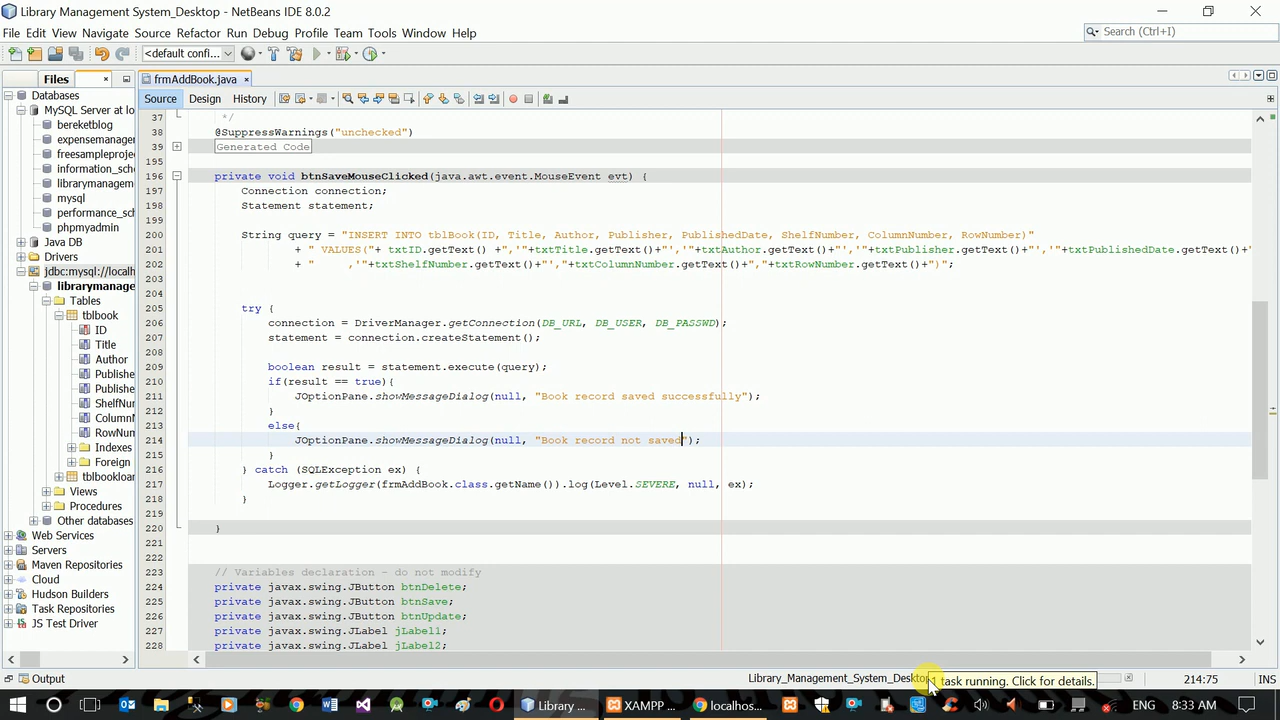 Library Management System_Desktop - NetBeans IDE 8.0.2
File Edit View Navigate Source Refactor Run Debug Profile Team Tools Window Help
Search (Ctrl+I)
<default confi...
Files
frmAddBook.java
Source Design History
Databases
MySQL Server at lo
bereketblog
expensemanager
freesampleproje
information_sche
librarymanagem
mysql
performance_sch
phpmyadmin
Java DB
Drivers
jdbc:mysql://localh
librarymanage
Tables
tblbook
ID
Title
Author
Publishe
Publishe
ShelfNum
ColumnN
RowNum
Indexes
Foreign
tblbookloan
Views
Procedures
Other databases
Web Services
Servers
Maven Repositories
Cloud
Hudson Builders
Task Repositories
JS Test Driver
37 */
38 @SuppressWarnings("unchecked")
39 Generated Code
195
196 private void btnSaveMouseClicked(java.awt.event.MouseEvent evt) {
197 Connection connection;
198 Statement statement;
199
200 String query = "INSERT INTO tblBook(ID, Title, Author, Publisher, PublishedDate, ShelfNumber, ColumnNumber, RowNumber)"
201 + " VALUES("+ txtID.getText() +",'"+txtTitle.getText()+"','"+txtAuthor.getText()+"','"+txtPublisher.getText()+"','"+txtPublishedDate.getText()+"'
202 + " ,'"+txtShelfNumber.getText()+"',"+txtColumnNumber.getText()+","+txtRowNumber.getText()+")";
203
204
205 try {
206 connection = DriverManager.getConnection(DB_URL, DB_USER, DB_PASSWD);
207 statement = connection.createStatement();
208
209 boolean result = statement.execute(query);
210 if(result == true){
211 JOptionPane.showMessageDialog(null, "Book record saved successfully");
212 }
213 else{
214 JOptionPane.showMessageDialog(null, "Book record not saved");
215 }
216 } catch (SQLException ex) {
217 Logger.getLogger(frmAddBook.class.getName()).log(Level.SEVERE, null, ex);
218 }
219
220 }
221
222
223 // Variables declaration - do not modify
224 private javax.swing.JButton btnDelete;
225 private javax.swing.JButton btnSave;
226 private javax.swing.JButton btnUpdate;
227 private javax.swing.JLabel jLabel1;
228 private javax.swing.JLabel jLabel2;
Output
Library_Management_System_Deskto
1 task running. Click for details.
214:75 INS
Library ...
XAMPP ...
localhos...
ENG 8:33 AM